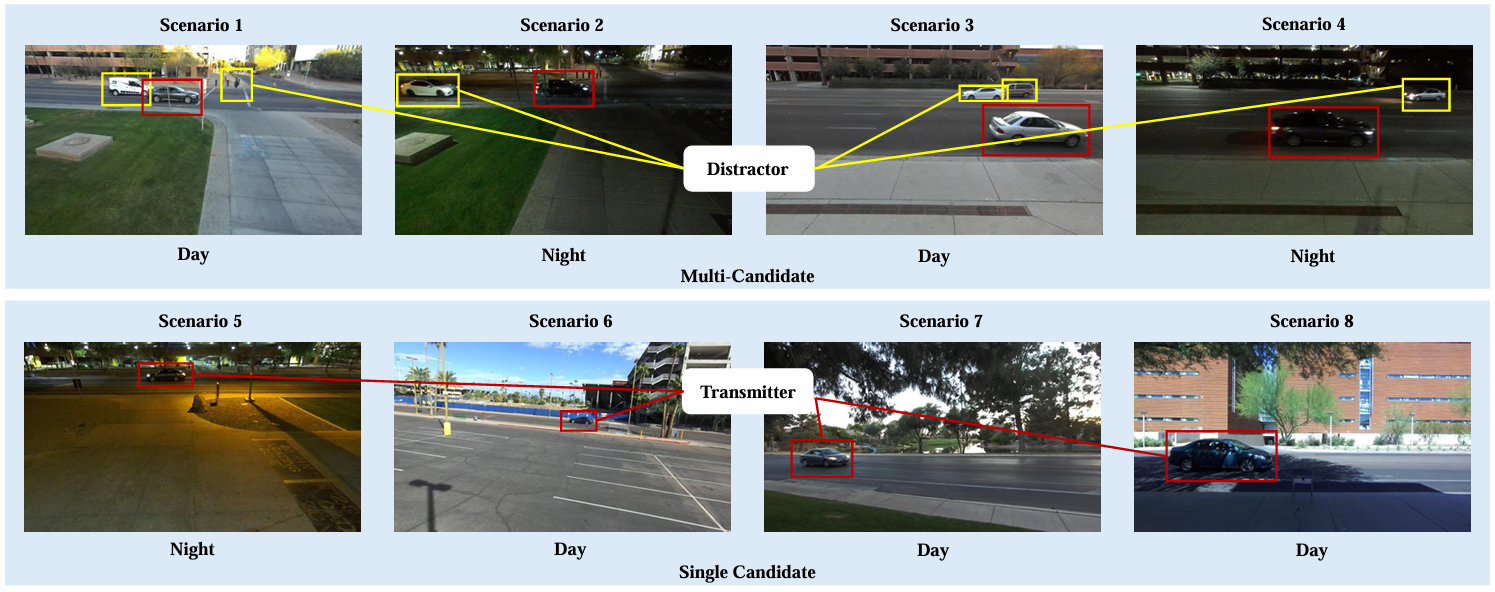 Scenario 1
Scenario 2
Scenario 3
Scenario 4
Distractor
Day
Night
Day
Night
Multi-Candidate
Scenario 5
Scenario 6
Scenario 7
Scenario 8
Transmitter
Night
Day
Day
Day
Single Candidate